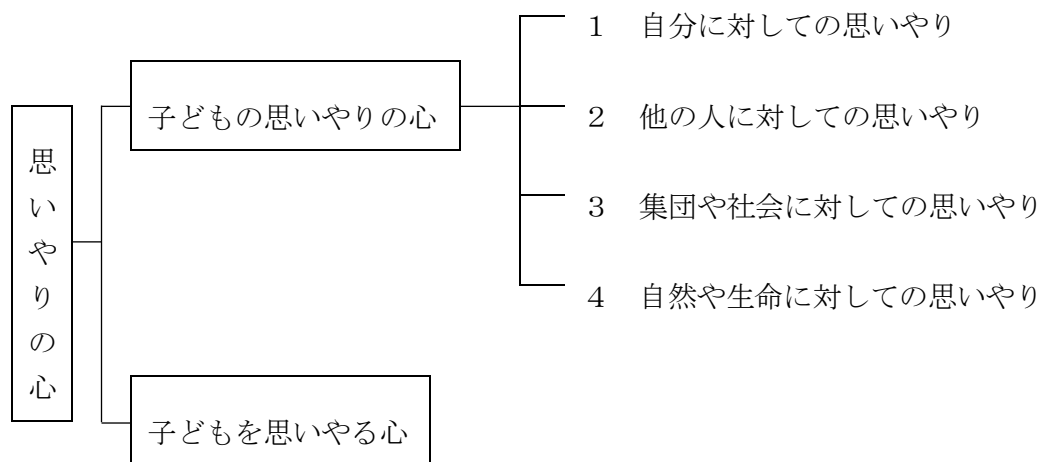 思いやりの心
子どもの思いやりの心
1 自分に対しての思いやり
2 他の人に対しての思いやり
3 集団や社会に対しての思いやり
4 自然や生命に対しての思いやり
子どもを思いやる心